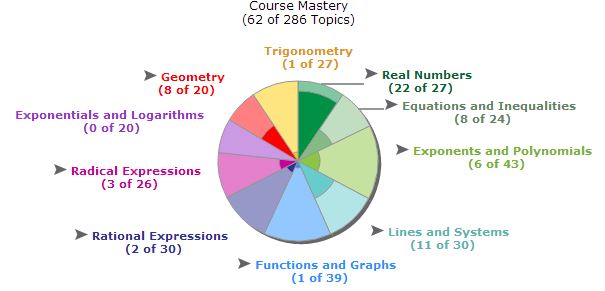 Course Mastery
(62 of 286 Topics)
Trigonometry
(1 of 27)
Real Numbers
(22 of 27)
Equations and Inequalities
(8 of 24)
Exponents and Polynomials
(6 of 43)
Lines and Systems
(11 of 30)
Functions and Graphs
(1 of 39)
Rational Expressions
(2 of 30)
Radical Expressions
(3 of 26)
Exponentials and Logarithms
(0 of 20)
Geometry
(8 of 20)